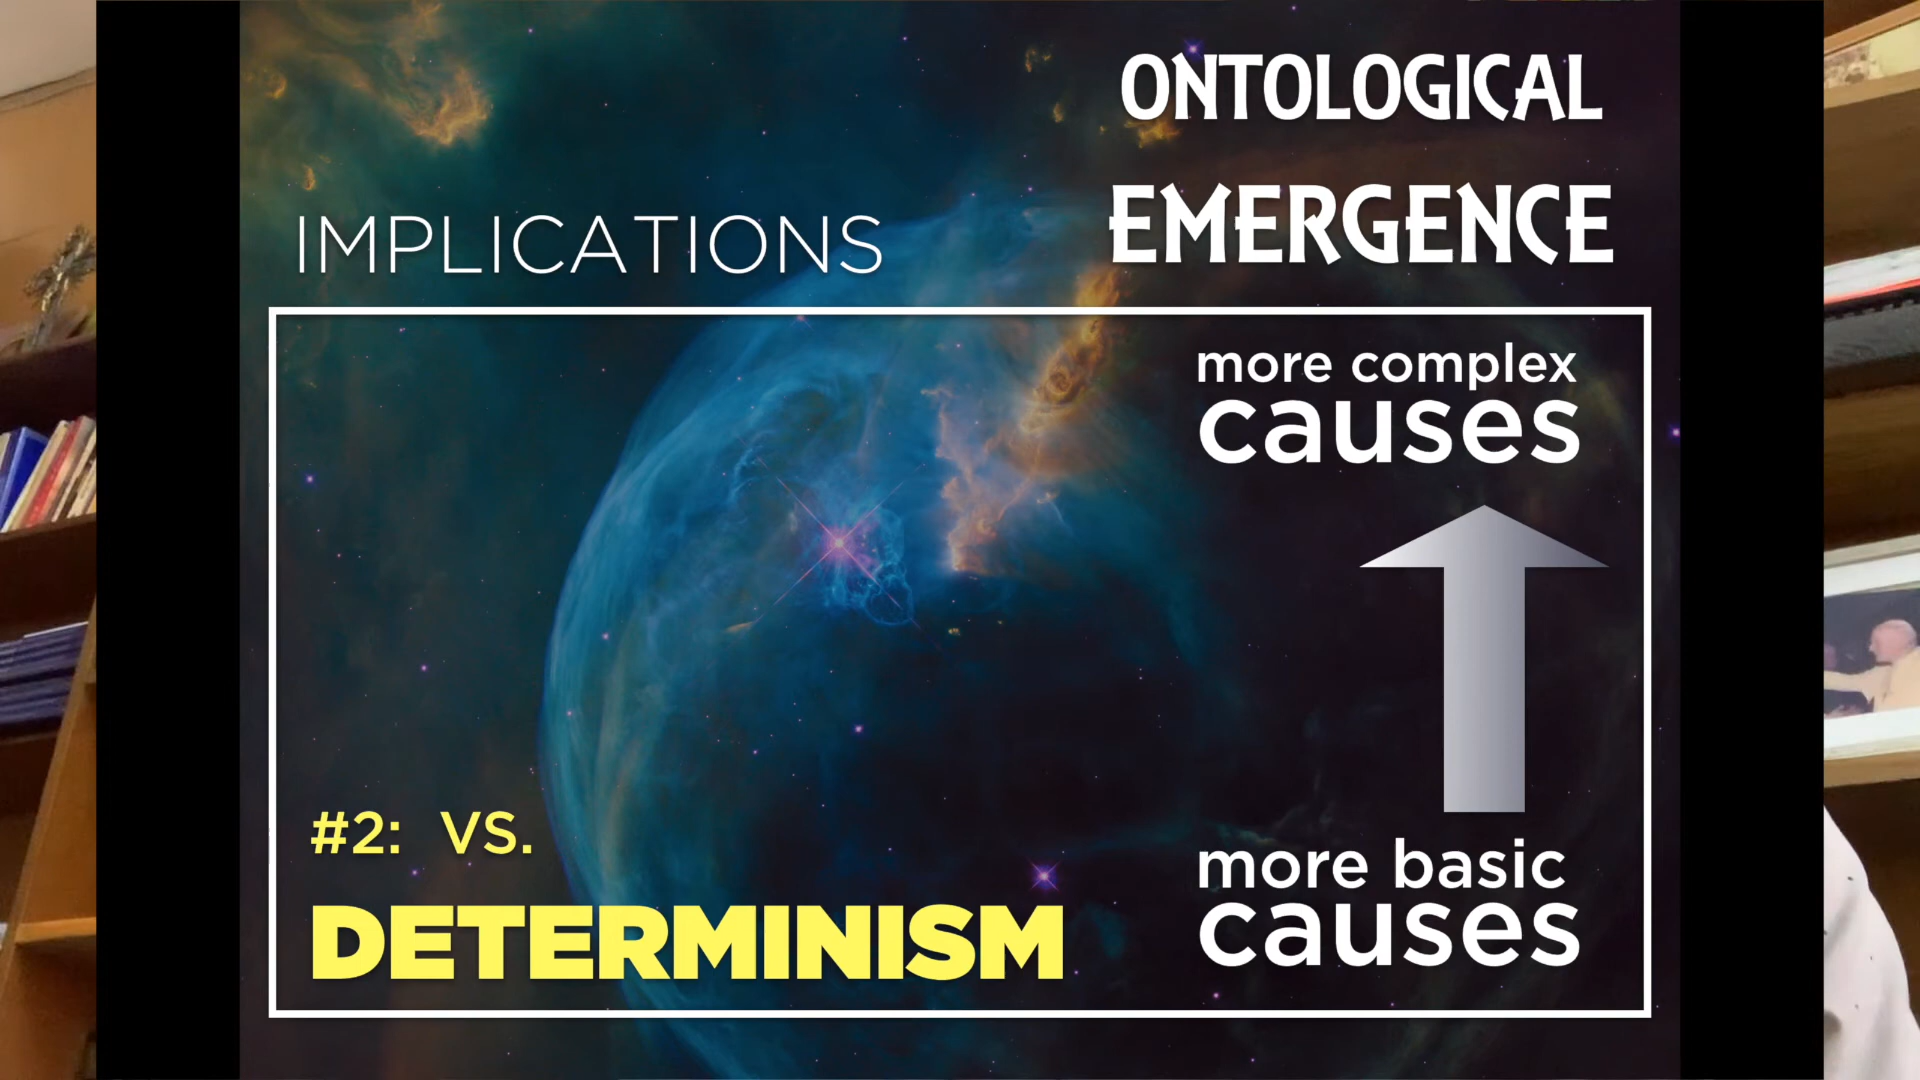 ONTOLOGICAL
EMERGENCE
IMPLICATIONS
more complex
causes
more basic
causes
#2: VS.
DETERMINISM